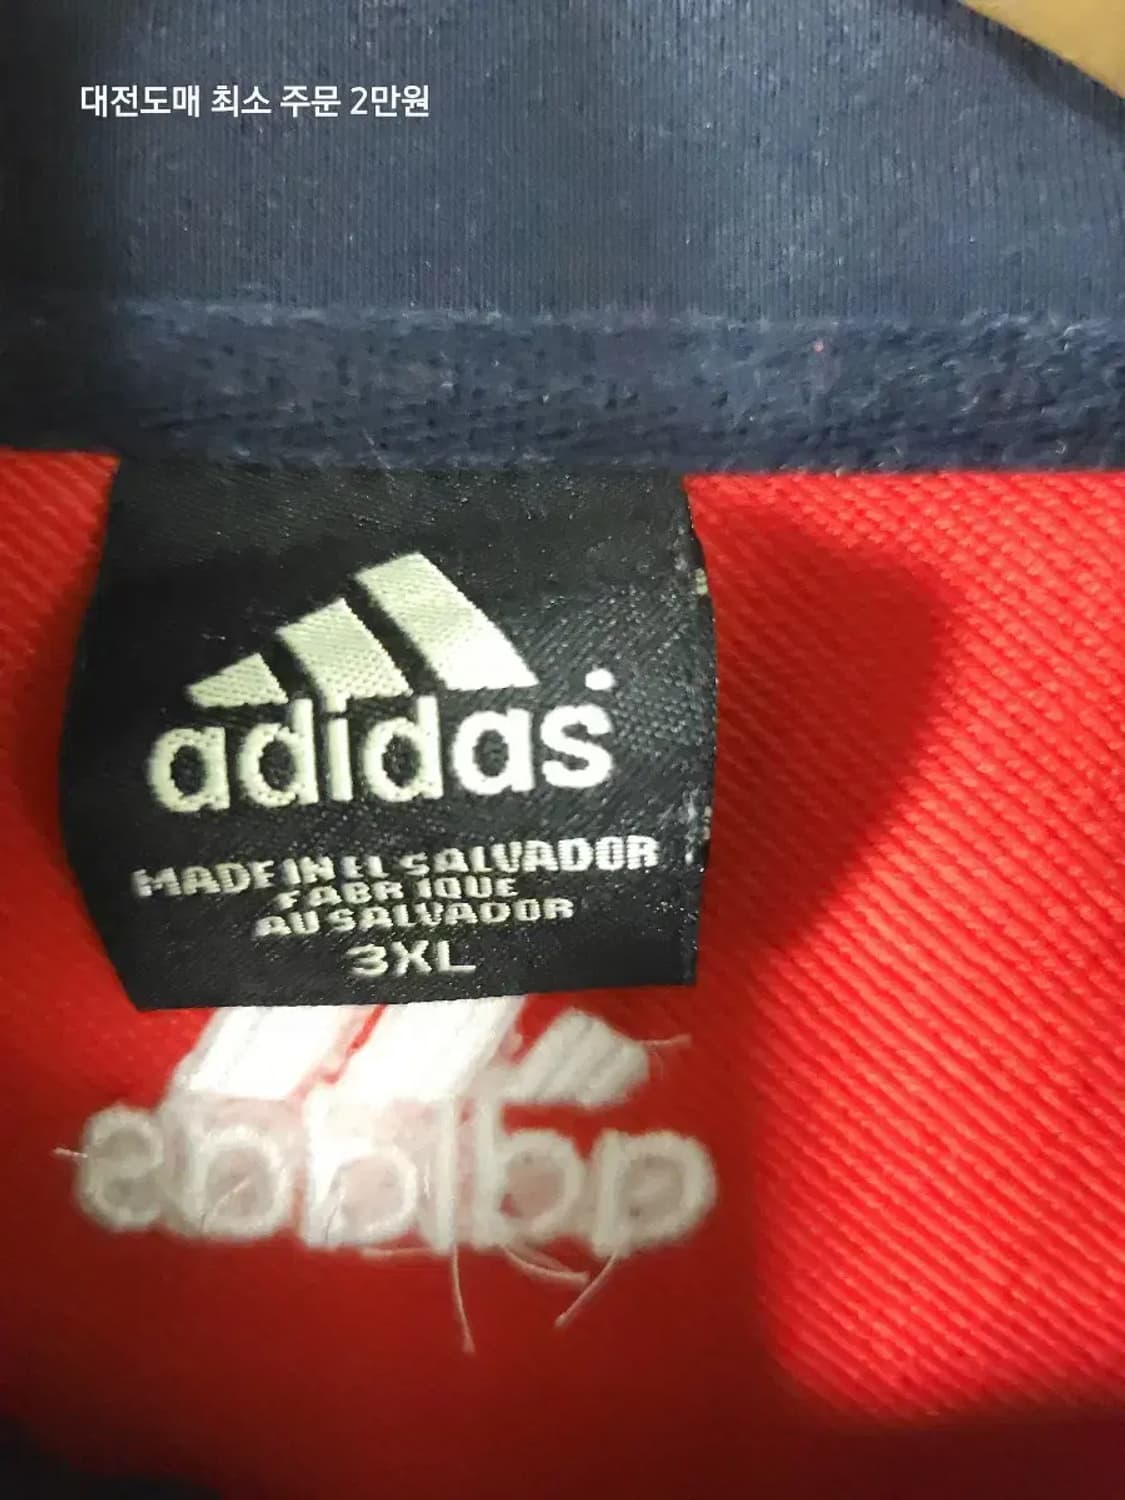 대전도매 최소 주문 2만원
adidas
MADE IN EL SALVADOR
FABRIQUE
AU SALVADOR
3XL
adidas